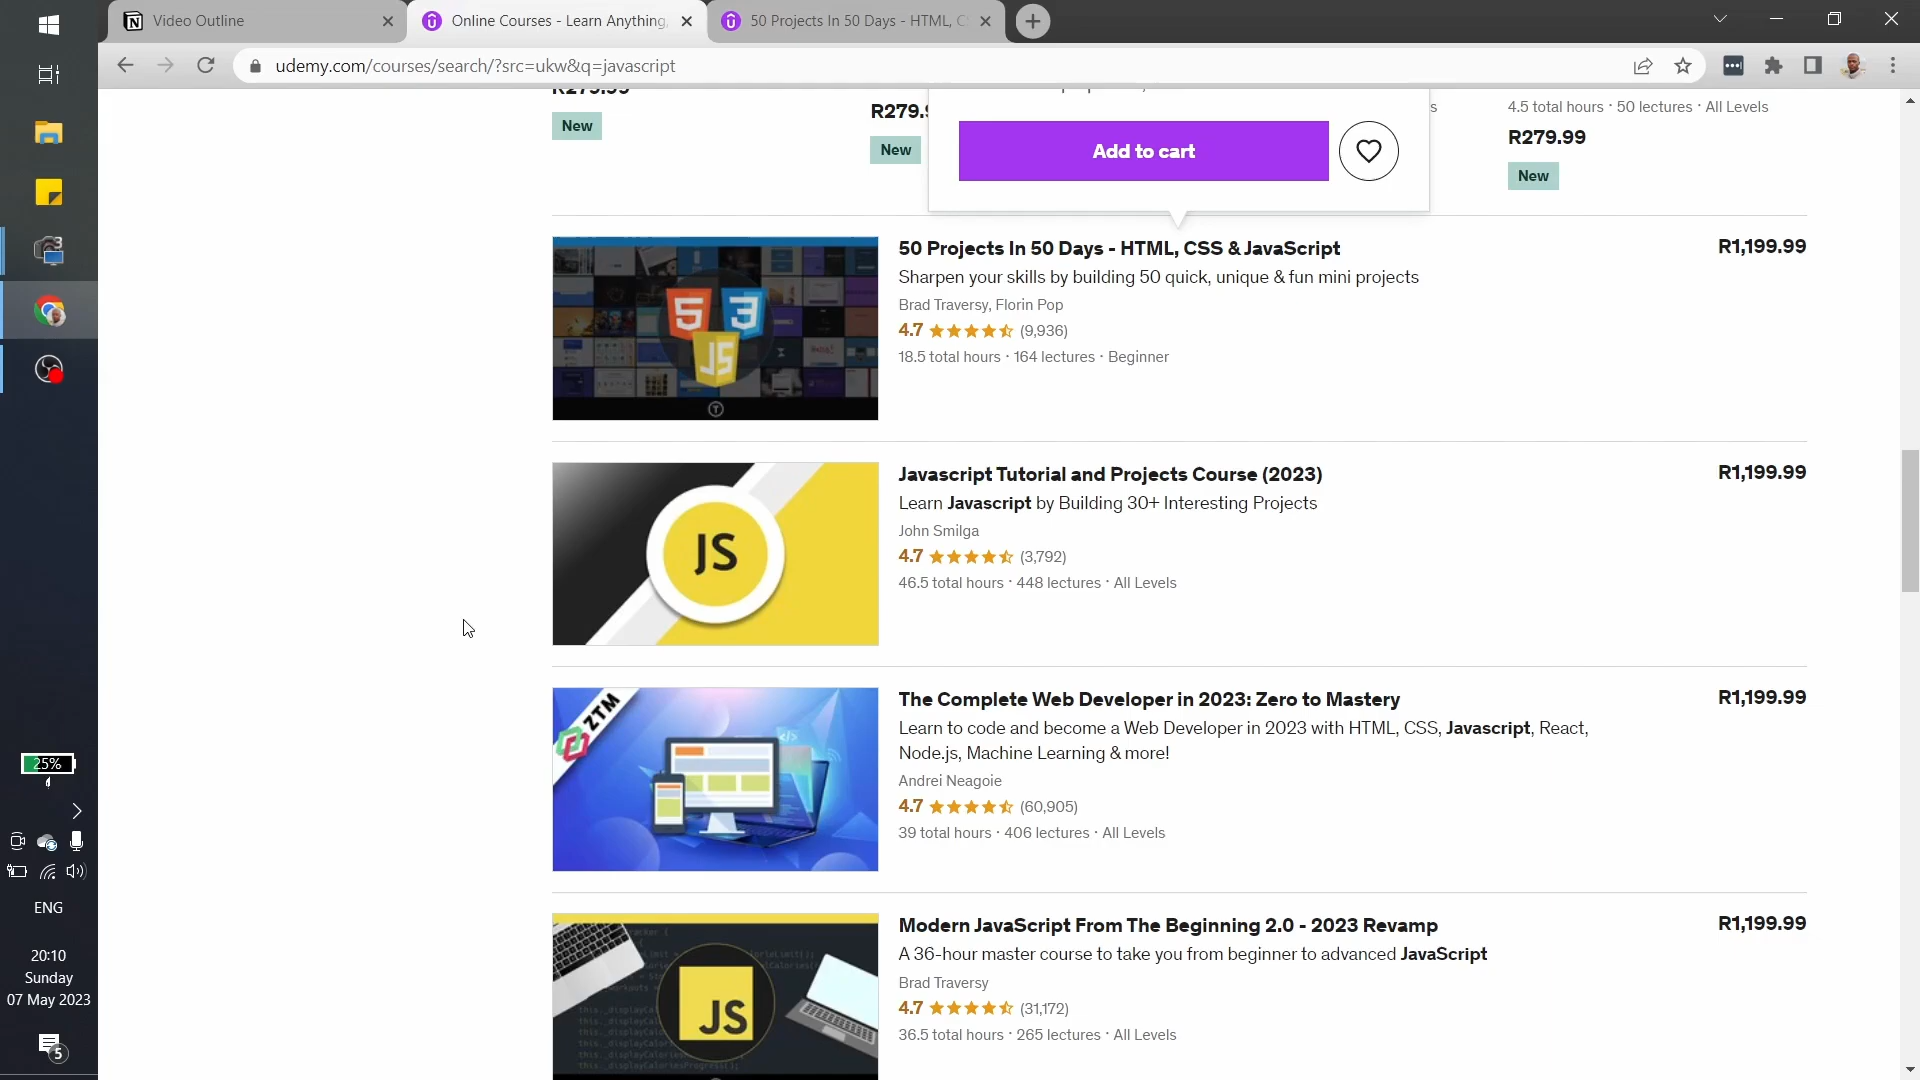 Video Outline
Online Courses - Learn Anything,
50 Projects In 50 Days - HTML, C
udemy.com/courses/search/?src=ukw&q=javascript
R279.99
New
R279.9
New
Add to cart
4.5 total hours · 50 lectures · All Levels
R279.99
New
50 Projects In 50 Days - HTML, CSS & JavaScript
R1,199.99
Sharpen your skills by building 50 quick, unique & fun mini projects
Brad Traversy, Florin Pop
4.7 (9,936)
18.5 total hours · 164 lectures · Beginner
5 3
JS
Javascript Tutorial and Projects Course (2023)
R1,199.99
Learn Javascript by Building 30+ Interesting Projects
John Smilga
4.7 (3,792)
46.5 total hours · 448 lectures · All Levels
JS
The Complete Web Developer in 2023: Zero to Mastery
R1,199.99
Learn to code and become a Web Developer in 2023 with HTML, CSS, Javascript, React,
Node.js, Machine Learning & more!
Andrei Neagoie
4.7 (60,905)
39 total hours · 406 lectures · All Levels
ZTM
Modern JavaScript From The Beginning 2.0 - 2023 Revamp
R1,199.99
A 36-hour master course to take you from beginner to advanced JavaScript
Brad Traversy
4.7 (31,172)
36.5 total hours · 265 lectures · All Levels
JS
3
25%
ENG
20:10
Sunday
07 May 2023
5